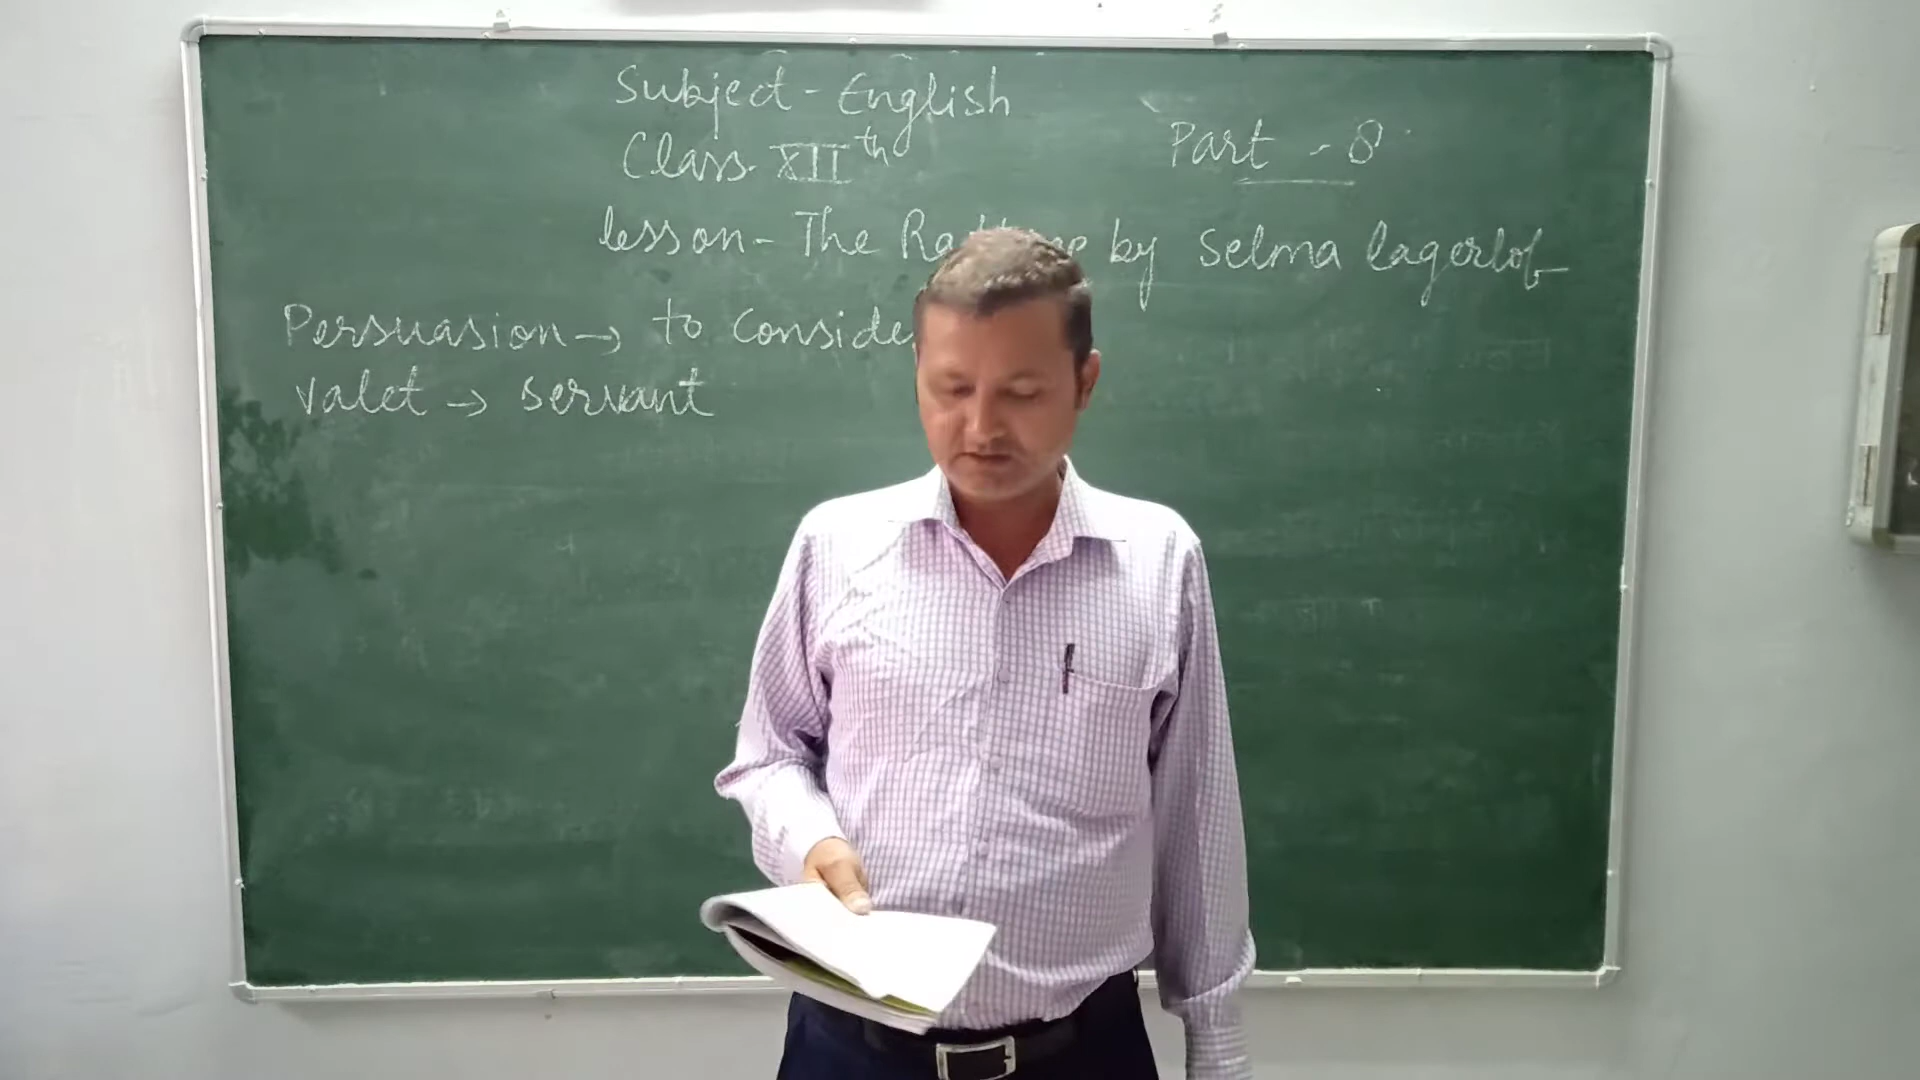 Subject - English
Class XIIth
Part - 8
lesson - The by Selma lagerlof
Persuasion → to
valet → servant